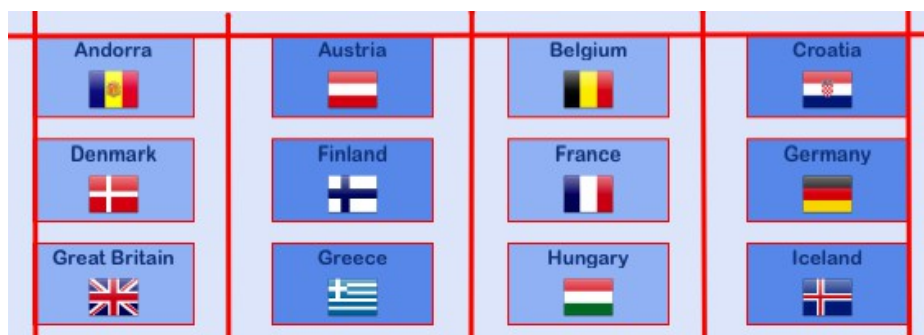 Andorra
Austria
Belgium
Croatia
Denmark
Finland
France
Germany
Great Britain
Greece
Hungary
Iceland